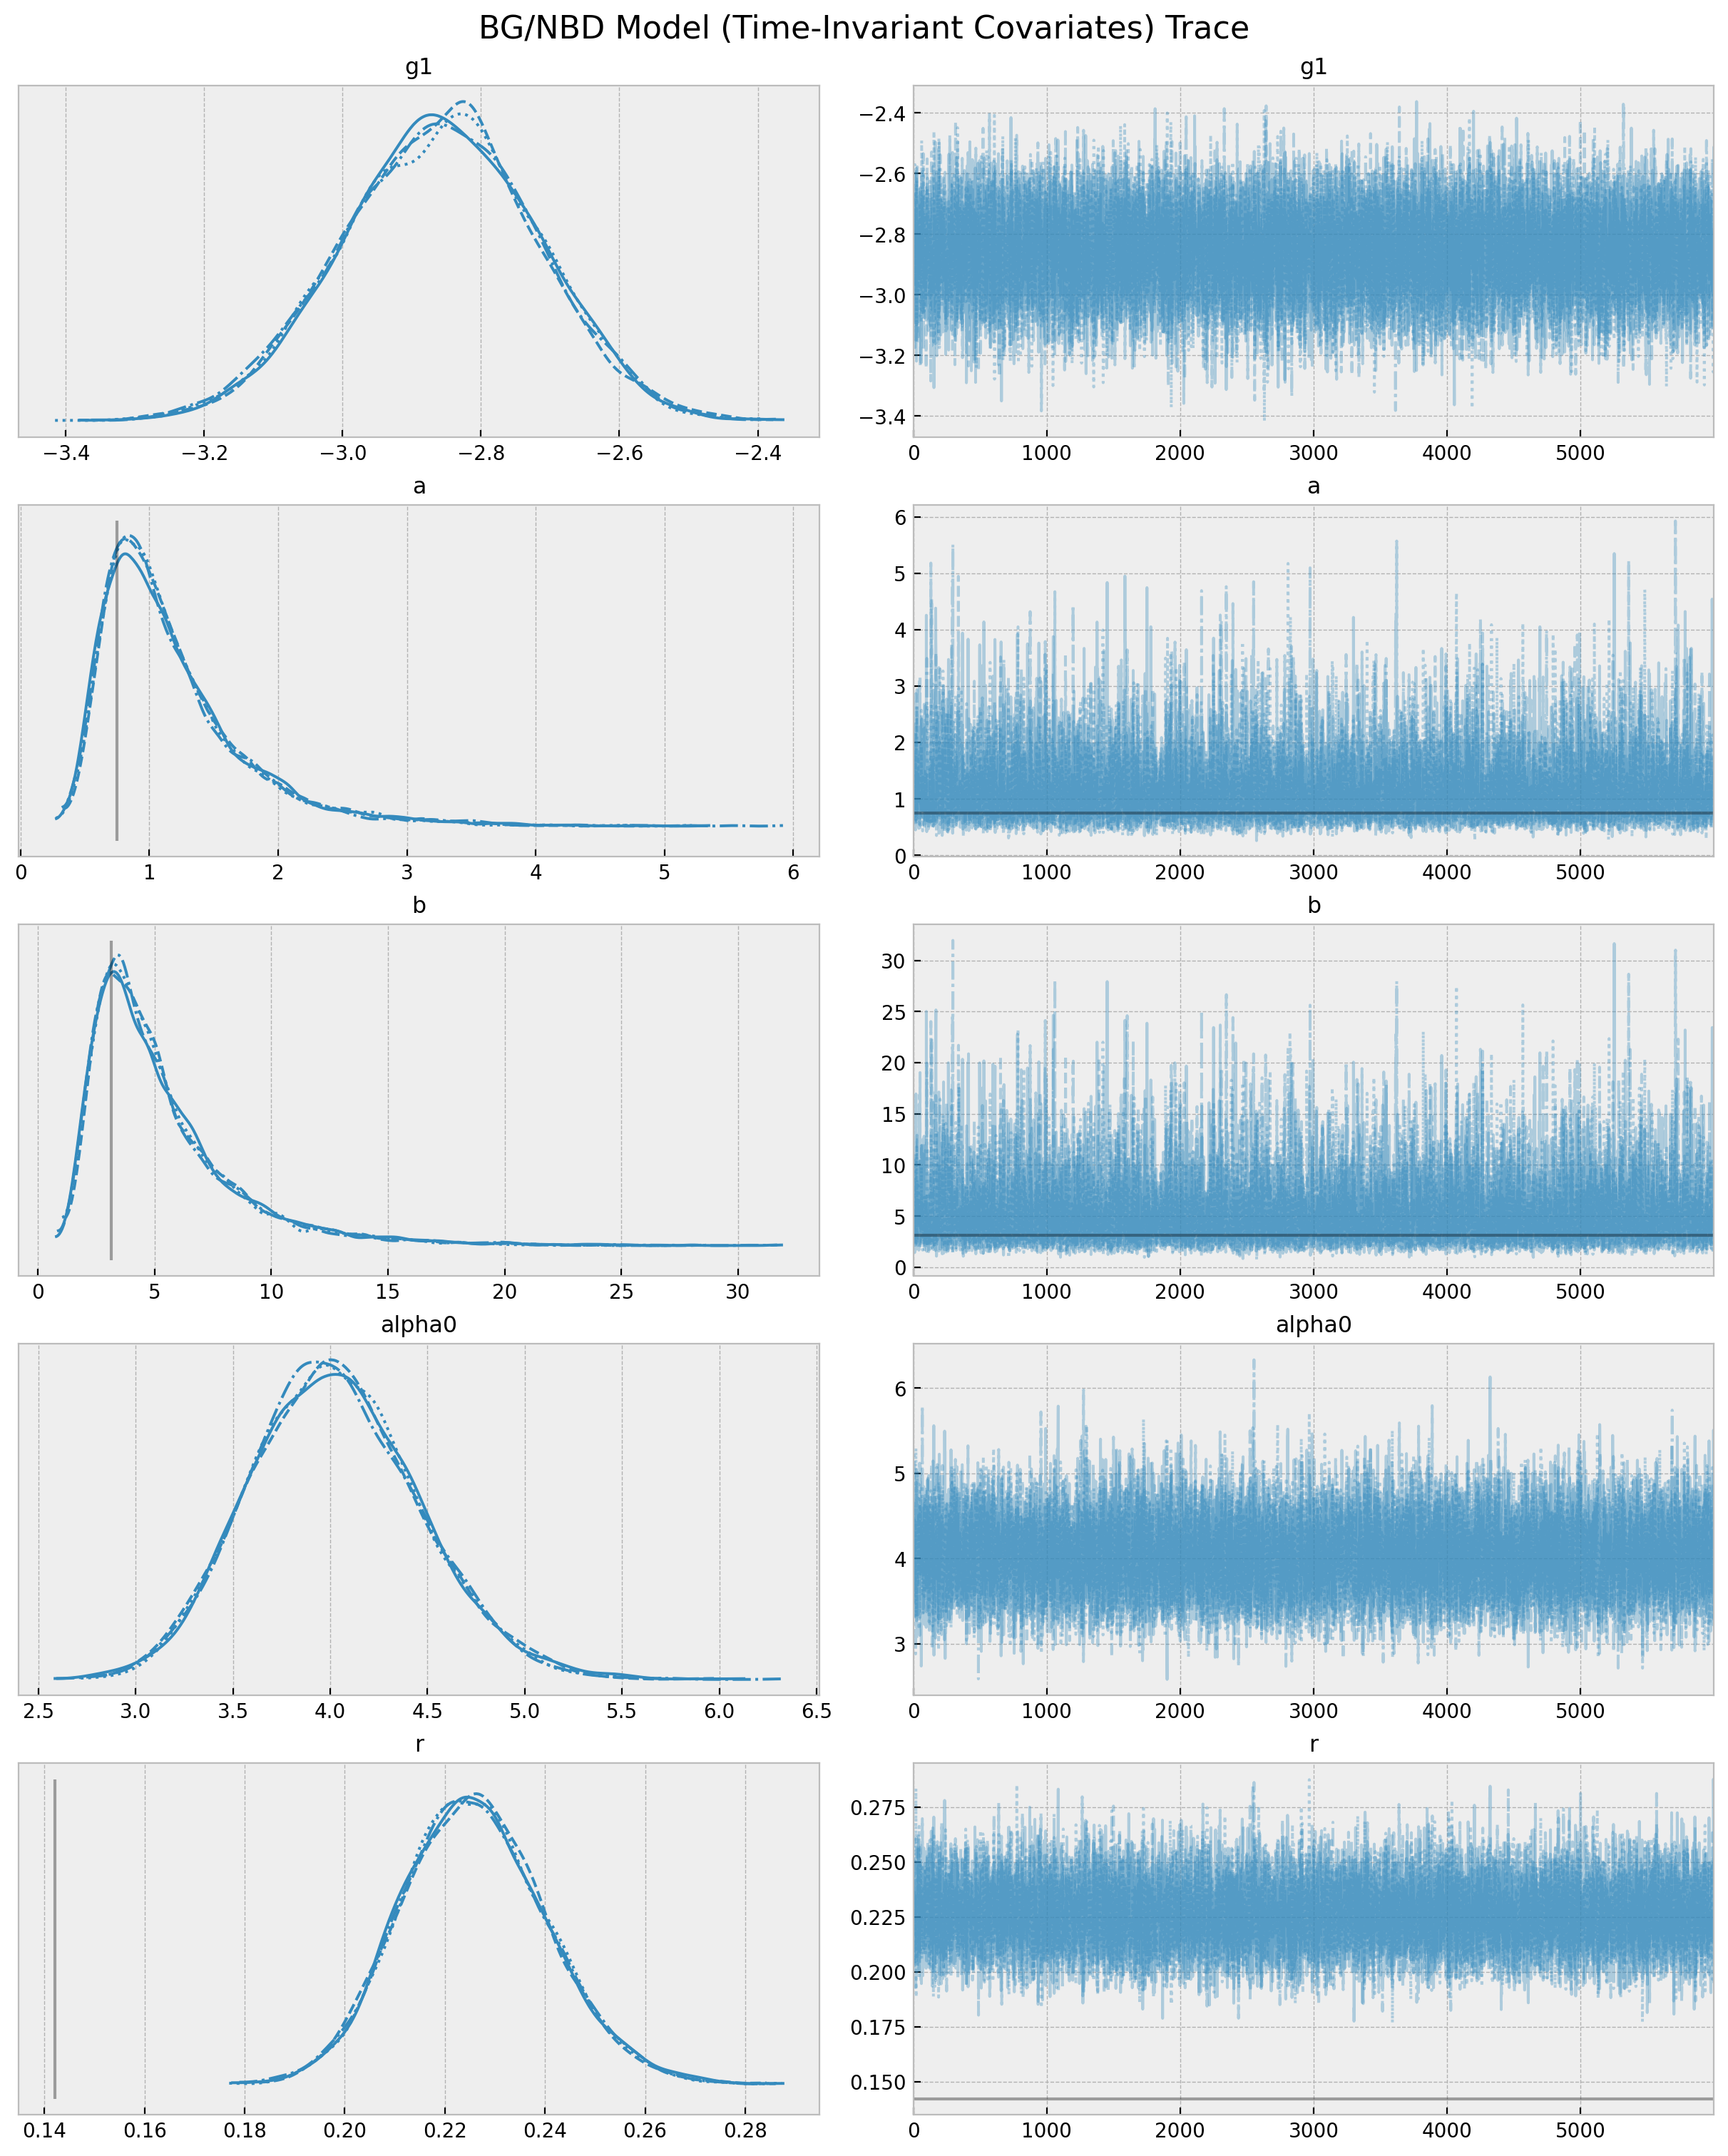 BG/NBD Model (Time-Invariant Covariates) Trace
g1 g1
−2.4
−2.6
−2.8
−3.0
−3.2
−3.4
−3.4 −3.2 −3.0 −2.8 −2.6 −2.4 0 1000 2000 3000 4000 5000
a a
6
5
4
3
2
1
0
0 1 2 3 4 5 6 0 1000 2000 3000 4000 5000
b b
30
25
20
15
10
5
0
0 5 10 15 20 25 30 0 1000 2000 3000 4000 5000
alpha0 alpha0
6
5
4
3
2.5 3.0 3.5 4.0 4.5 5.0 5.5 6.0 6.5 0 1000 2000 3000 4000 5000
r r
0.275
0.250
0.225
0.200
0.175
0.150
0.14 0.16 0.18 0.20 0.22 0.24 0.26 0.28 0 1000 2000 3000 4000 5000